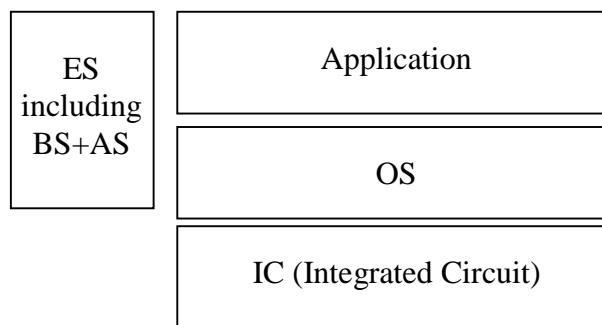 ES
including
BS+AS
Application
OS
IC (Integrated Circuit)